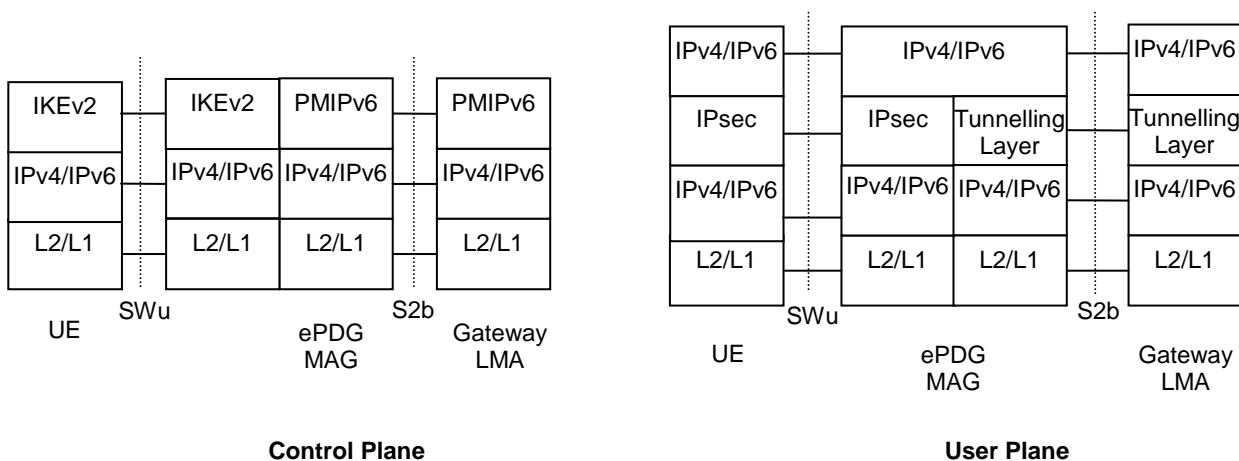 IKEv2
IKEv2
PMIPv6
PMIPv6
IPv4/IPv6
IPv4/IPv6
IPv4/IPv6
IPv4/IPv6
L2/L1
L2/L1
L2/L1
L2/L1
SWu
S2b
UE
ePDG
MAG
Gateway
LMA
Control Plane
IPv4/IPv6
IPv4/IPv6
IPv4/IPv6
IPsec
IPsec
Tunnelling
Layer
Tunnelling
Layer
IPv4/IPv6
IPv4/IPv6
IPv4/IPv6
IPv4/IPv6
L2/L1
L2/L1
L2/L1
L2/L1
SWu
S2b
UE
ePDG
MAG
Gateway
LMA
User Plane